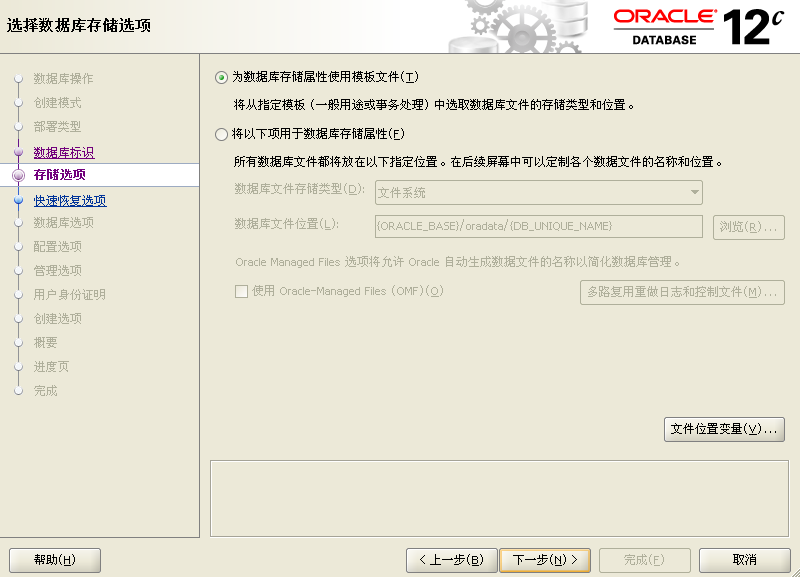 选择数据库存储选项
ORACLE®
DATABASE
12c
数据库操作
创建模式
部署类型
数据库标识
存储选项
快速恢复选项
数据库选项
配置选项
管理选项
用户身份证明
创建选项
概要
进度页
完成
为数据库存储属性使用模板文件(T)
将从指定模板 (一般用途或事务处理) 中选取数据库文件的存储类型和位置。
将以下项用于数据库存储属性(F)
所有数据库文件都将放在以下指定位置。在后续屏幕中可以定制各个数据文件的名称和位置。
数据库文件存储类型(D): 文件系统
数据库文件位置(L): {ORACLE_BASE}/oradata/{DB_UNIQUE_NAME} 浏览(R)...
Oracle Managed Files 选项将允许 Oracle 自动生成数据文件的名称以简化数据库管理。
使用 Oracle-Managed Files (OMF)(O) 多路复用重做日志和控制文件(M)...
文件位置变量(V)...
帮助(H) < 上一步(B) 下一步(N) > 完成(F) 取消